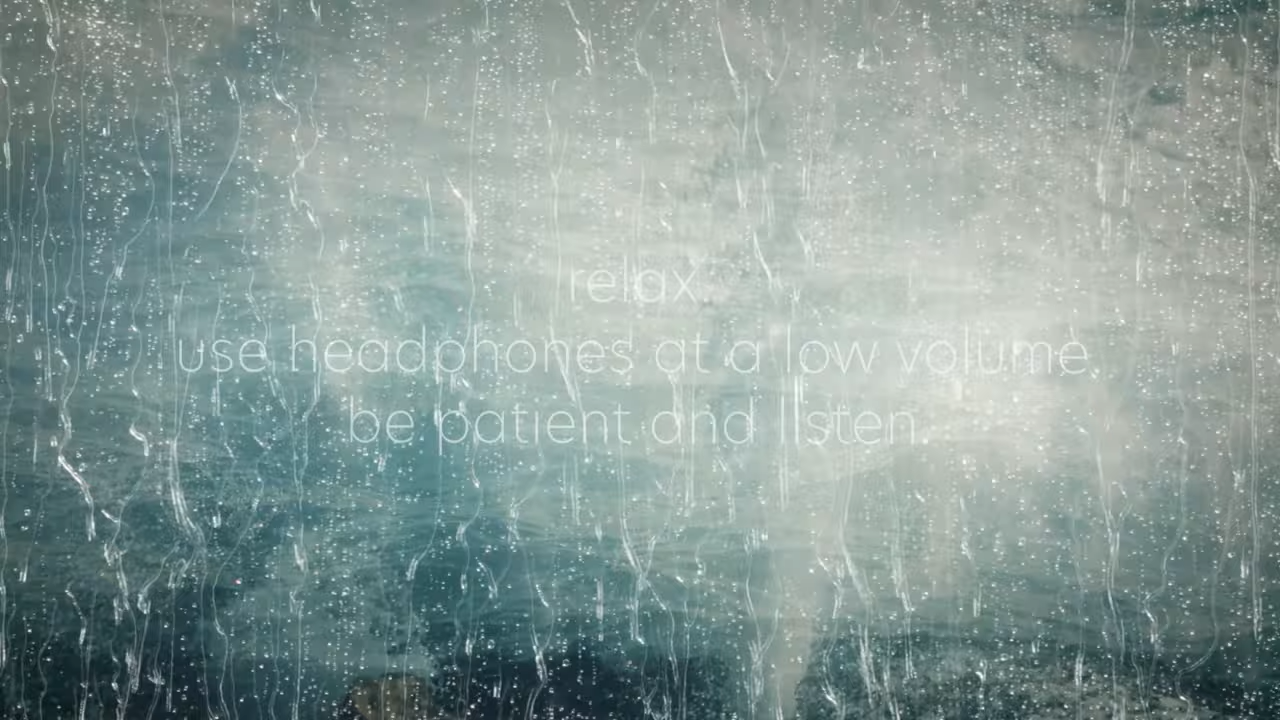 relax.
use headphones at a low volume,
be patient and listen.